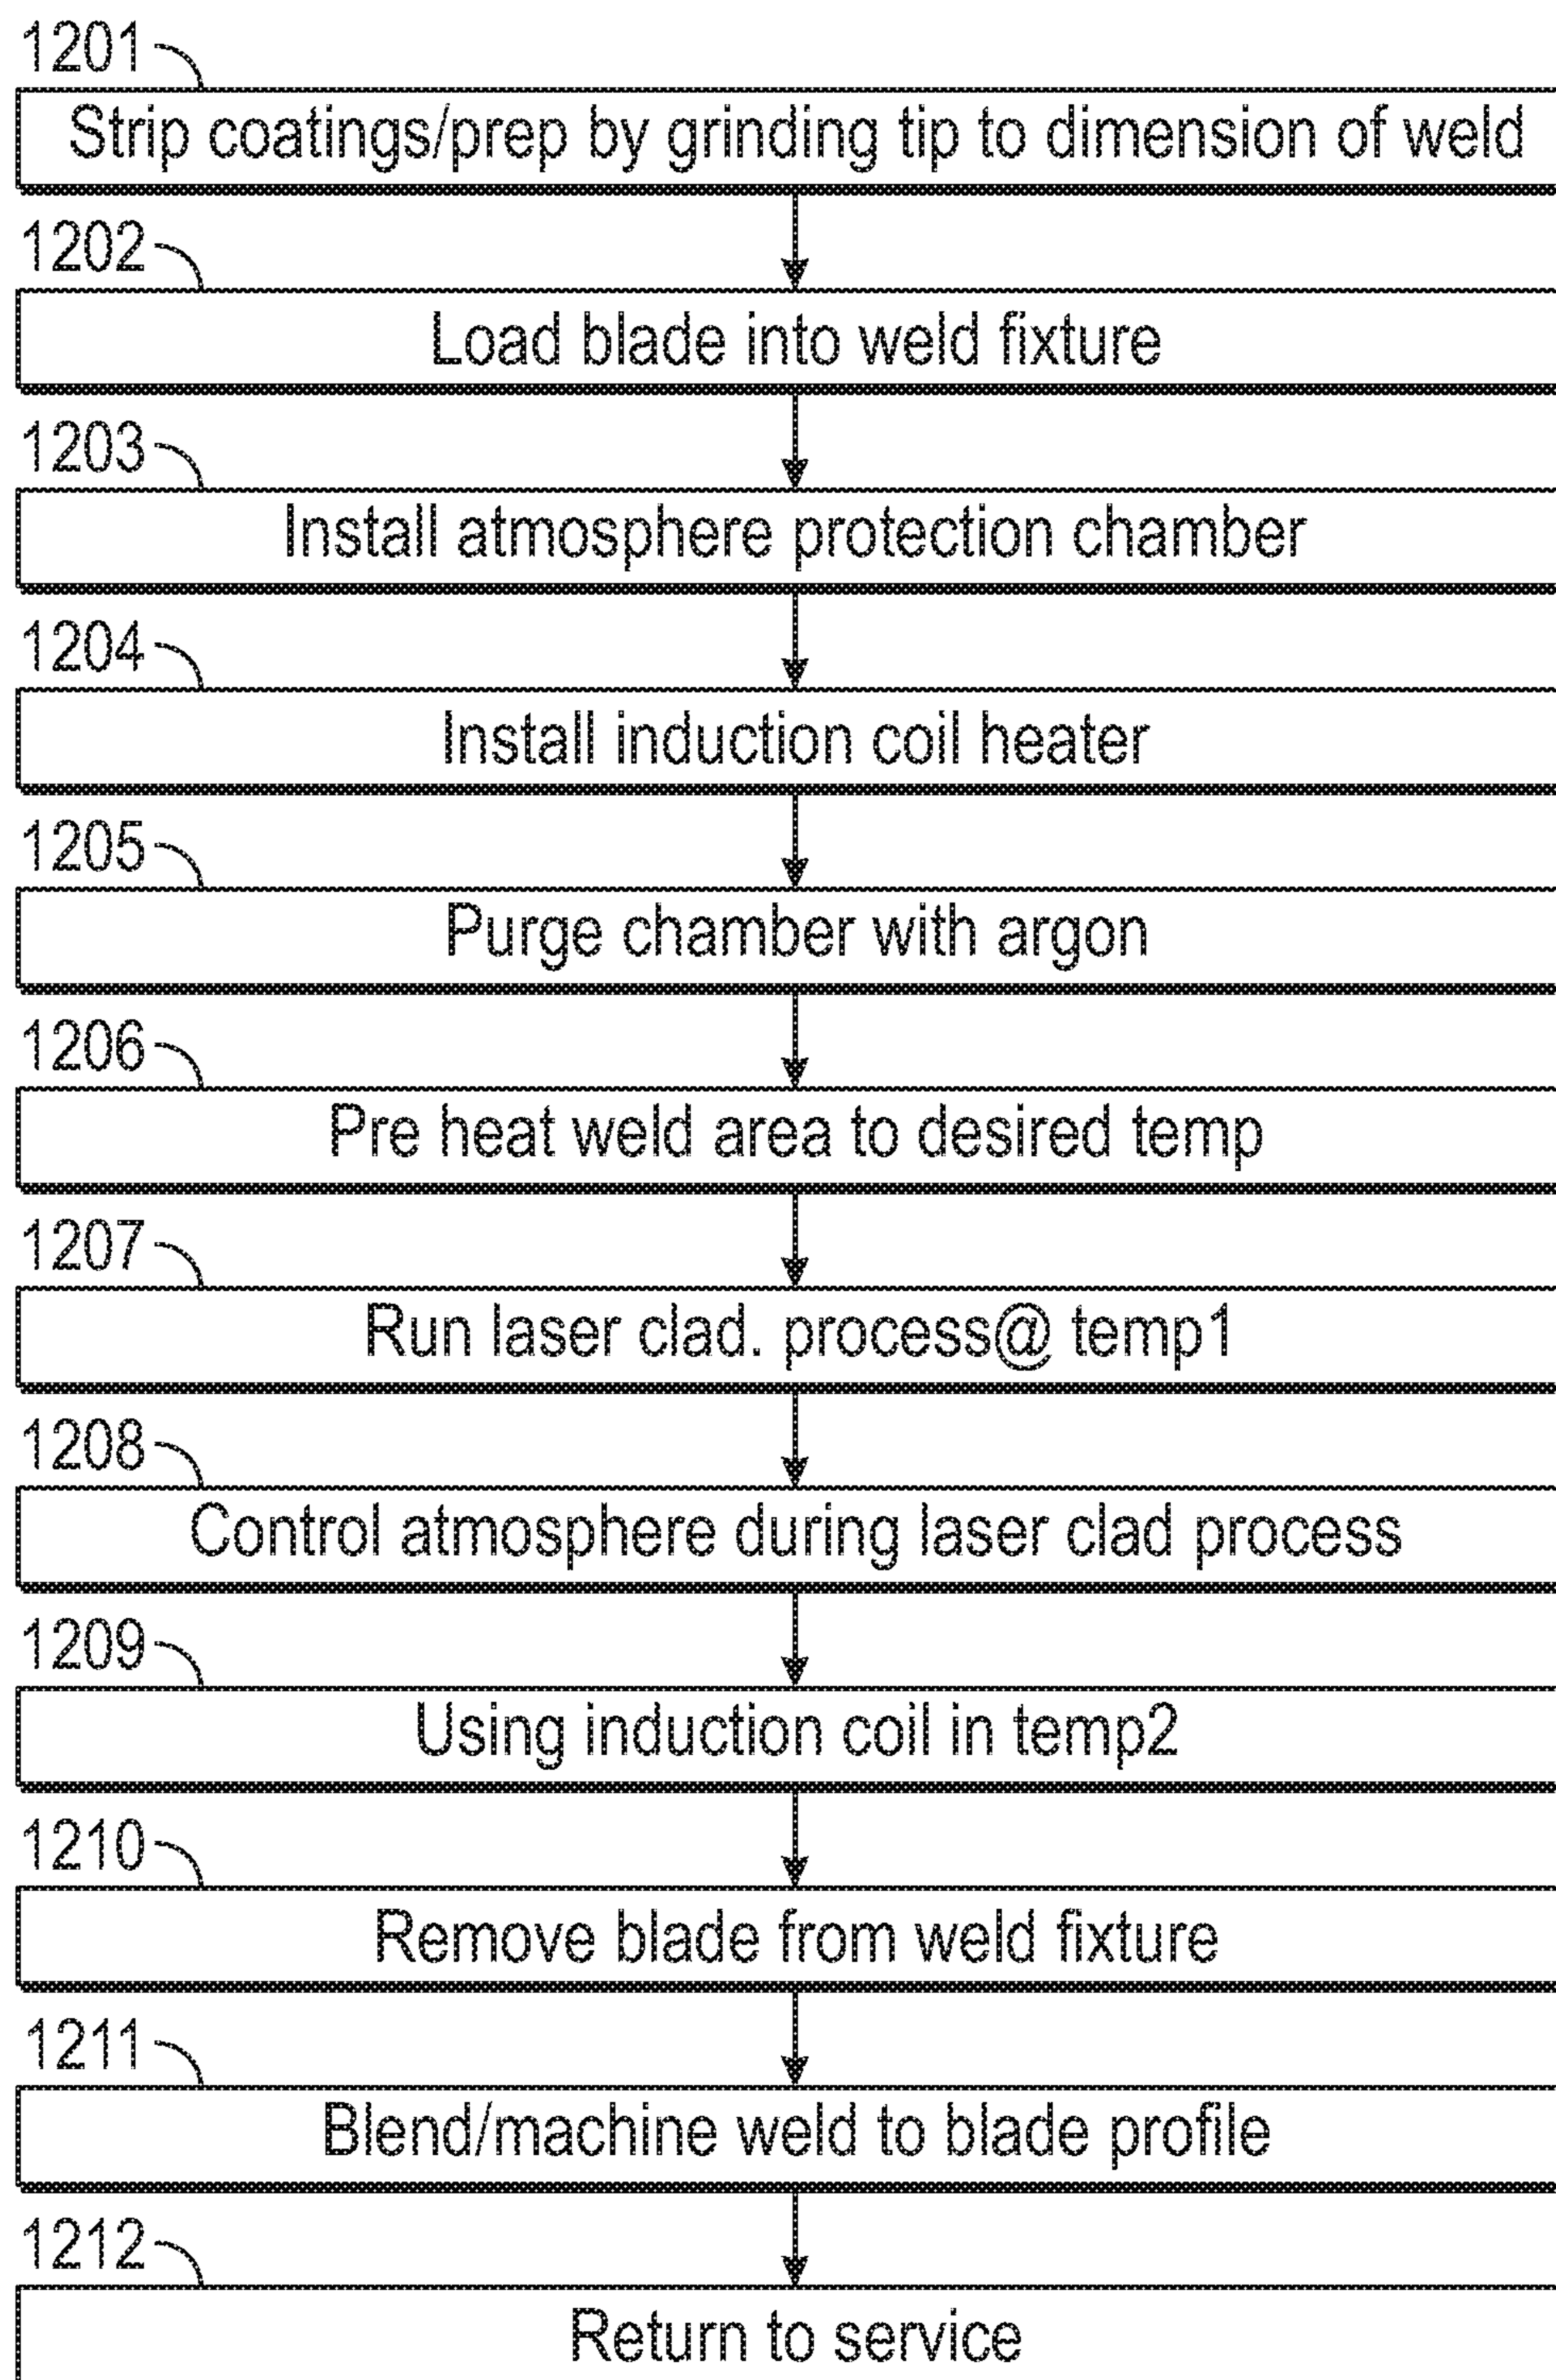 1201
Strip coatings/prep by grinding tip to dimension of weld
1202
Load blade into weld fixture
1203
Install atmosphere protection chamber
1204
Install induction coil heater
1205
Purge chamber with argon
1206
Pre heat weld area to desired temp
1207
Run laser clad. process@ temp1
1208
Control atmosphere during laser clad process
1209
Using induction coil in temp2
1210
Remove blade from weld fixture
1211
Blend/machine weld to blade profile
1212
Return to service